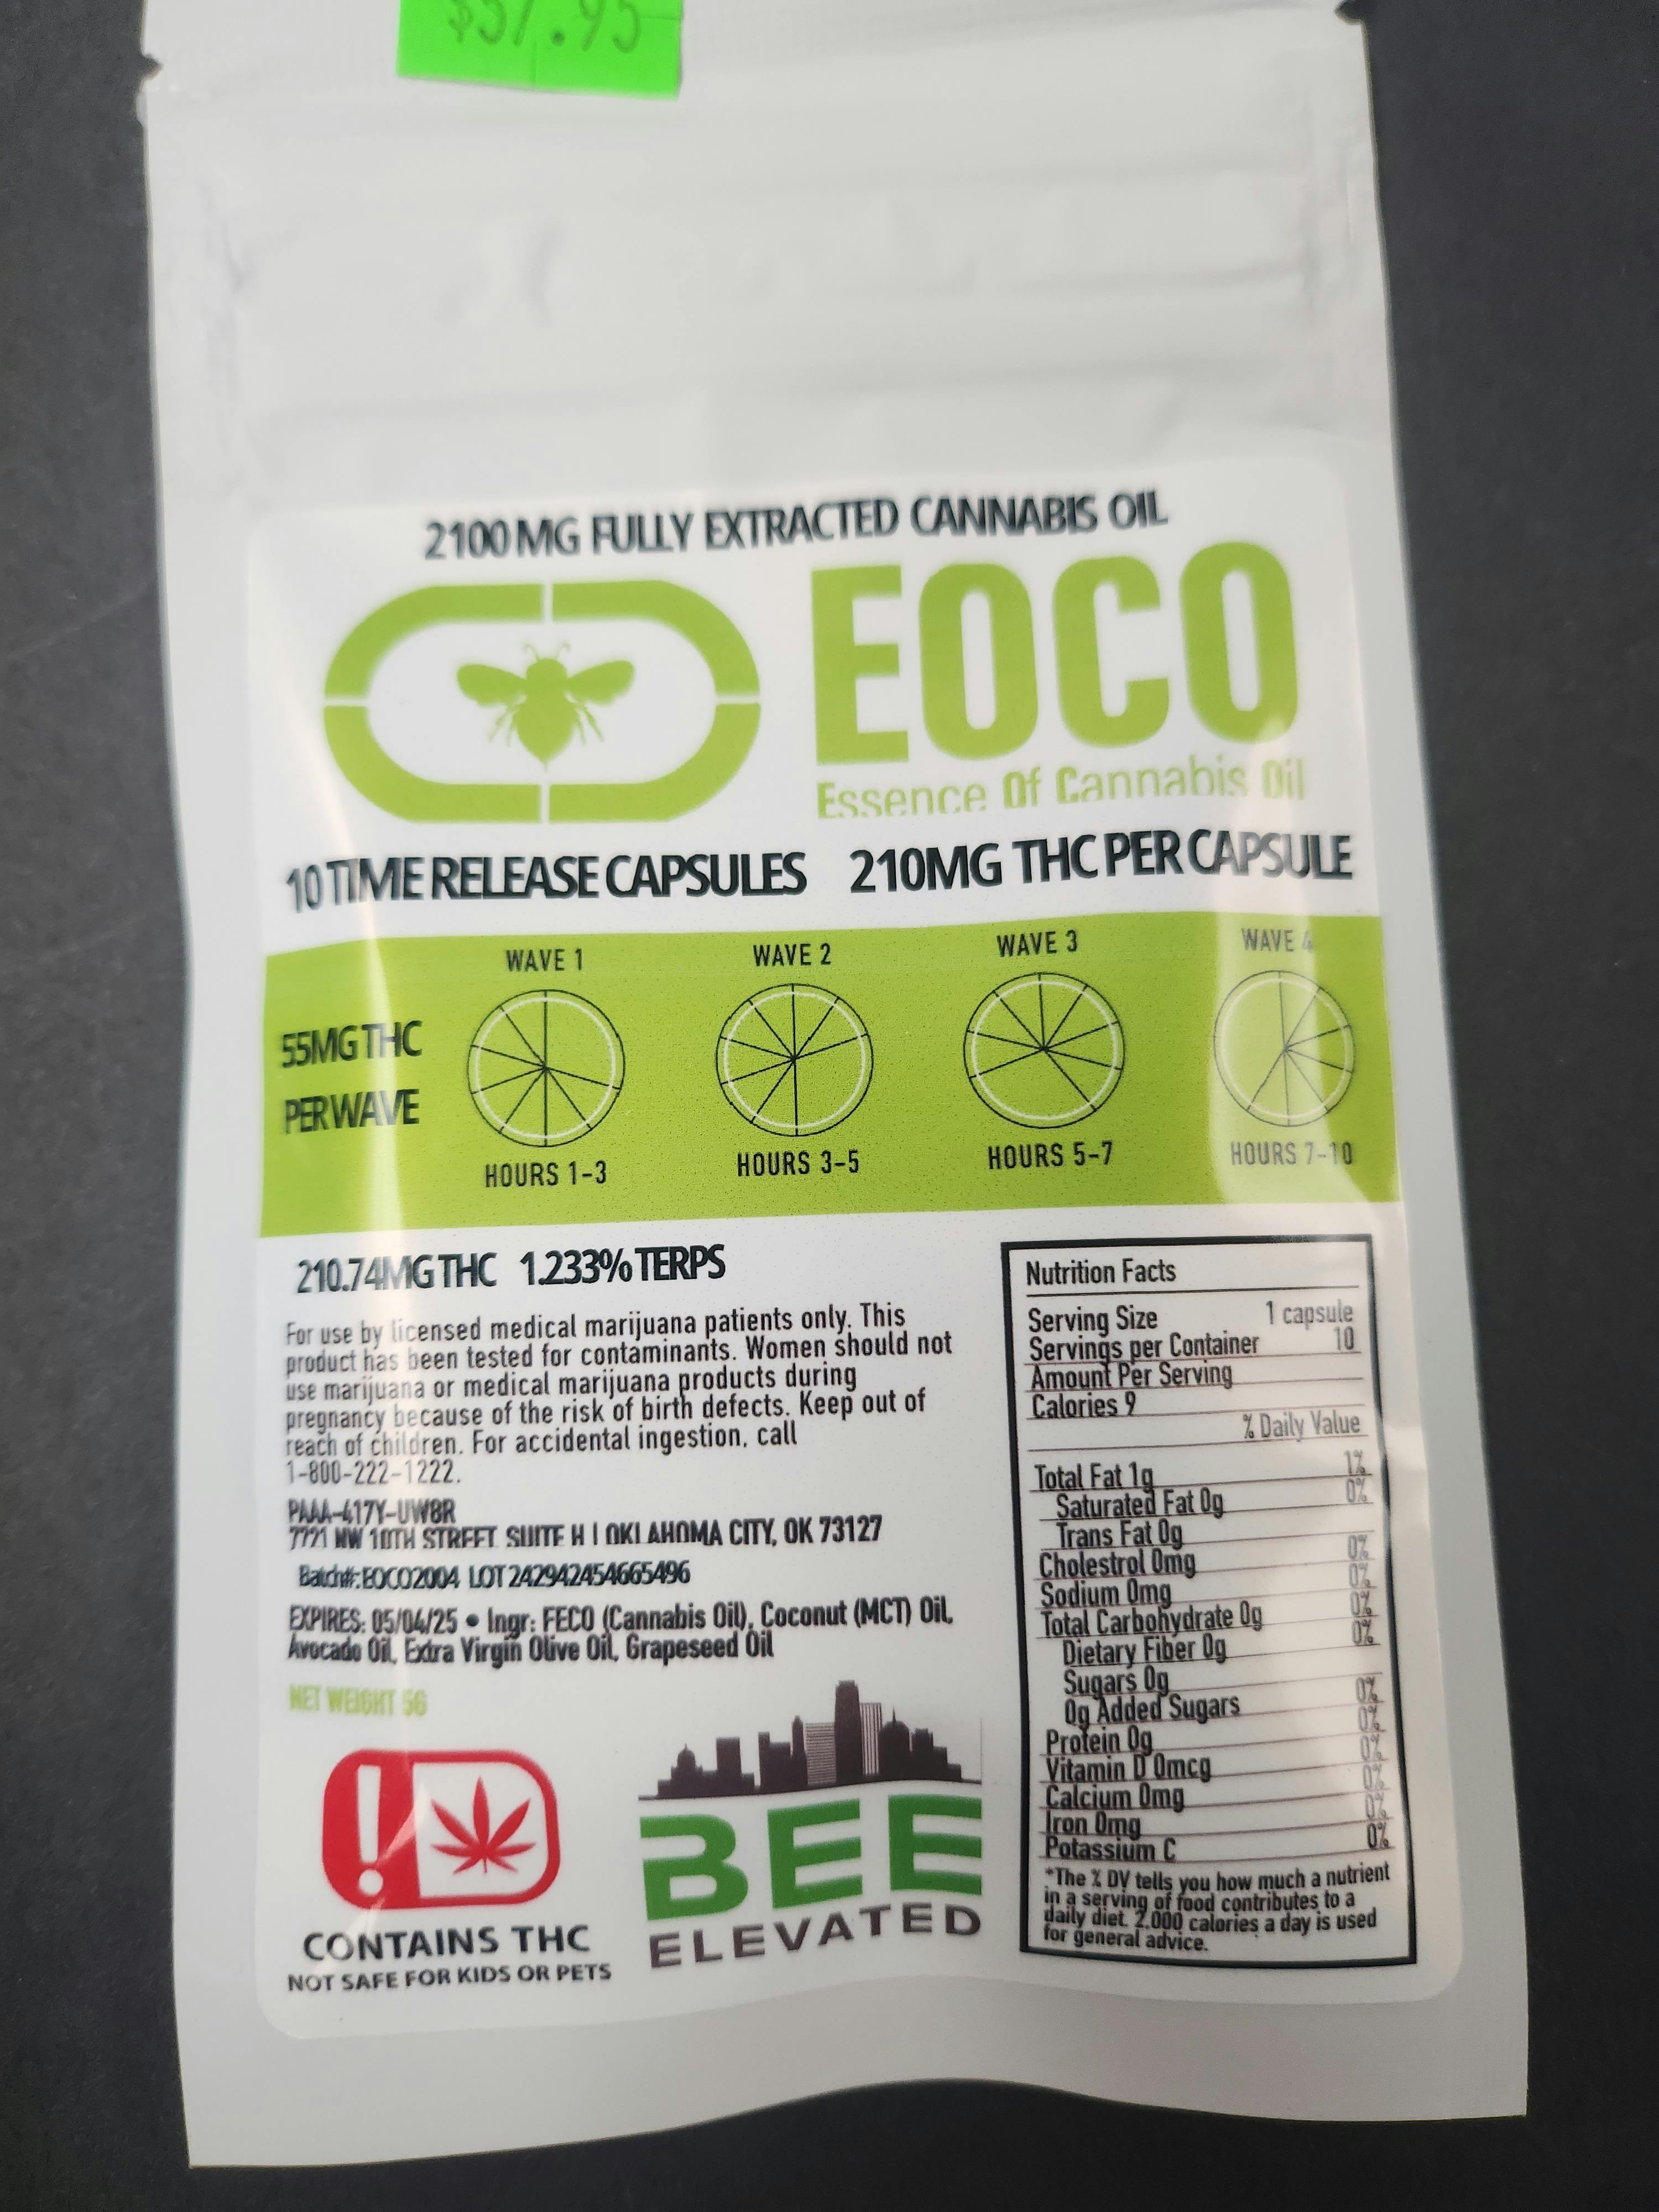 2100 MG FULLY EXTRACTED CANNABIS OIL
EOCO
Essence Of Cannabis Oil
10 TIME RELEASE CAPSULES 210MG THC PER CAPSULE
WAVE 1 WAVE 2 WAVE 3 WAVE 4
55MG THC
PER WAVE
HOURS 1-3 HOURS 3-5 HOURS 5-7 HOURS 7-10
210.74MG THC 1.233% TERPS
For use by licensed medical marijuana patients only. This
product has been tested for contaminants. Women should not
use marijuana or medical marijuana products during
pregnancy because of the risk of birth defects. Keep out of
reach of children. For accidental ingestion, call
1-800-222-1222.
PAAA-417Y-UW8R
7721 NW 10TH STREET SUITE H | OKLAHOMA CITY, OK 73127
Batch#: EOCO2004 LOT 242942454665496
EXPIRES: 05/04/25 • Ingr: FECO (Cannabis Oil), Coconut (MCT) Oil,
Avocado Oil, Extra Virgin Olive Oil, Grapeseed Oil
NET WEIGHT 5G
CONTAINS THC
NOT SAFE FOR KIDS OR PETS
BEE
ELEVATED
Nutrition Facts
Serving Size 1 capsule
Servings per Container 10
Amount Per Serving
Calories 9
% Daily Value
Total Fat 1g 1%
Saturated Fat 0g 0%
Trans Fat 0g
Cholestrol 0mg 0%
Sodium 0mg 0%
Total Carbohydrate 0g 0%
Dietary Fiber 0g 0%
Sugars 0g
0g Added Sugars 0%
Protein 0g 0%
Vitamin D 0mcg 0%
Calcium 0mg 0%
Iron 0mg 0%
Potassium C 0%
*The % DV tells you how much a nutrient
in a serving of food contributes to a
daily diet. 2,000 calories a day is used
for general advice.